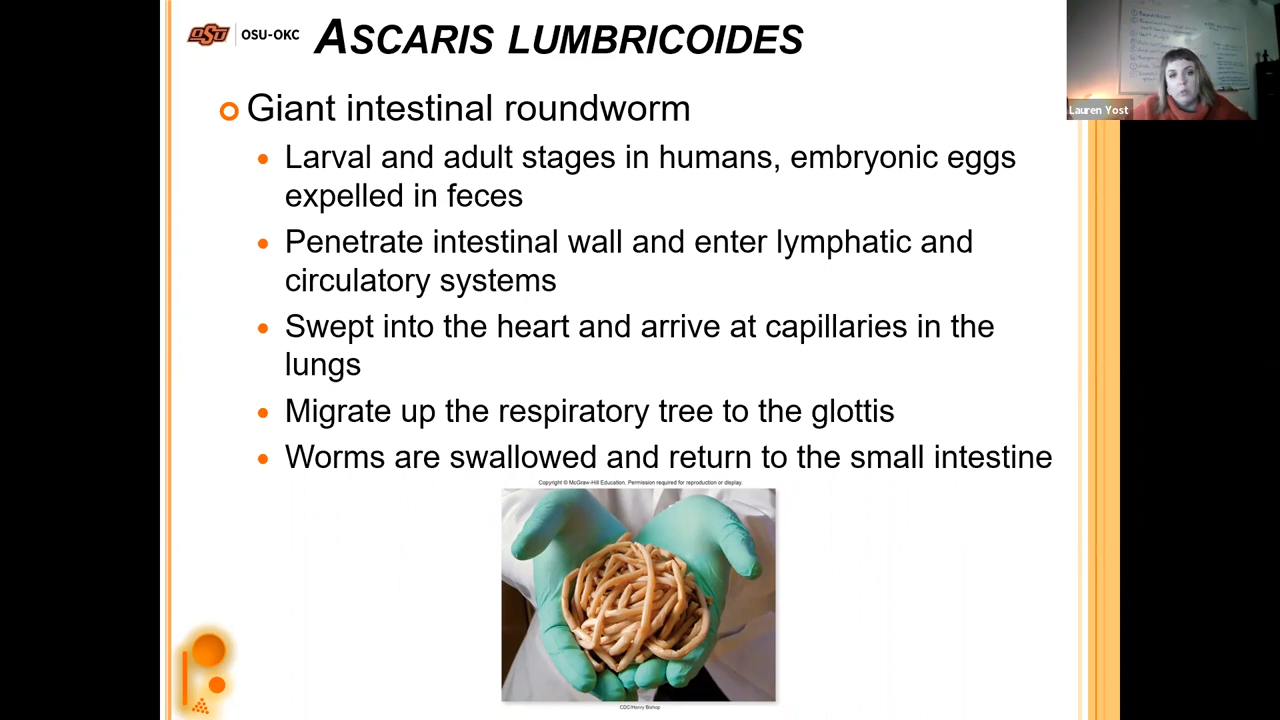 OSU OSU-OKC
ASCARIS LUMBRICOIDES
Giant intestinal roundworm
Larval and adult stages in humans, embryonic eggs
expelled in feces
Penetrate intestinal wall and enter lymphatic and
circulatory systems
Swept into the heart and arrive at capillaries in the
lungs
Migrate up the respiratory tree to the glottis
Worms are swallowed and return to the small intestine
Copyright © McGraw-Hill Education. Permission required for reproduction or display.
CDC/Henry Bishop
Lauren Yost